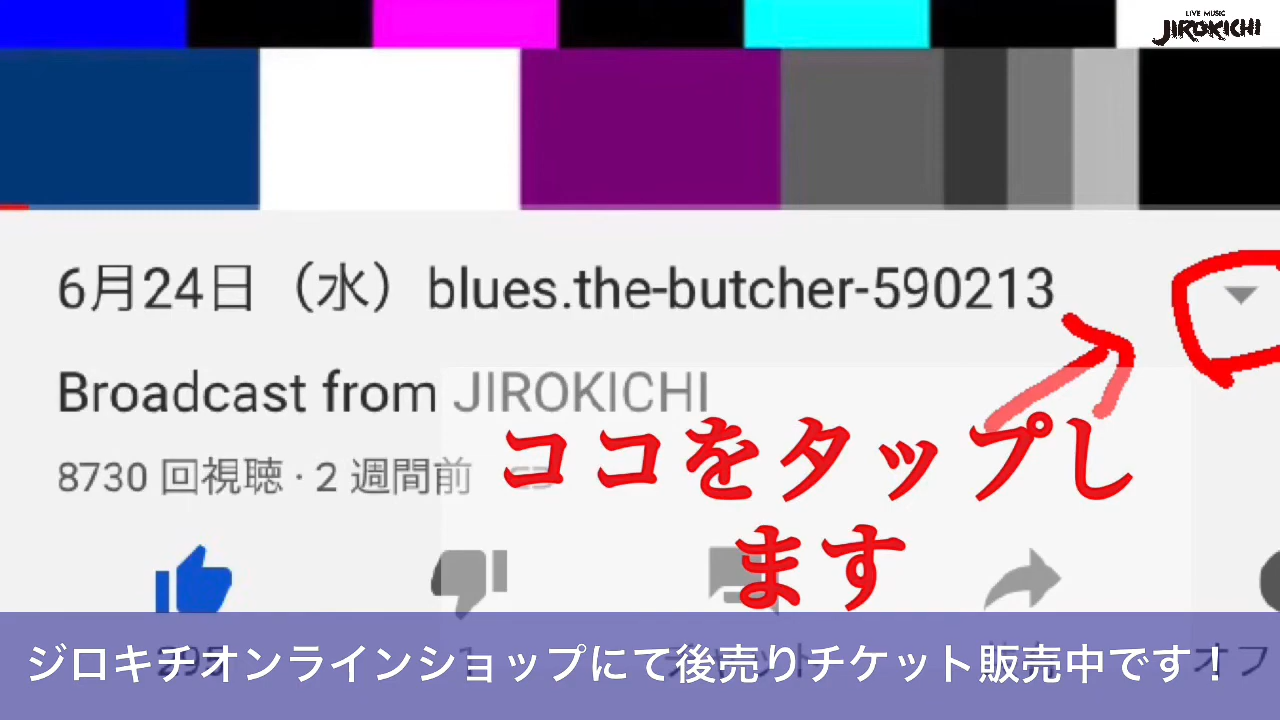 LIVE MUSIC
JIROKICHI
6月24日（水）blues.the-butcher-590213
Broadcast from JIROKICHI
8730 回視聴 · 2 週間前
ココをタップし
ます
ジロキチオンラインショップにて後売りチケット販売中です！
オフ